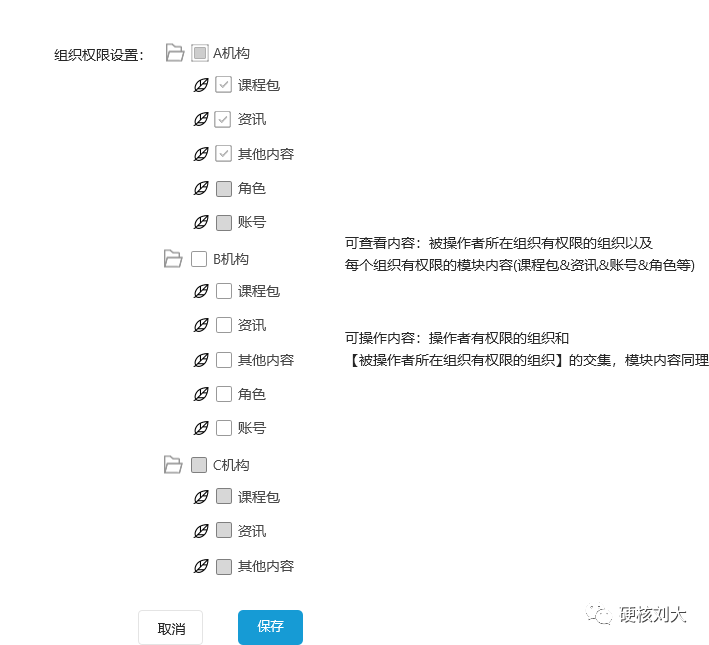 组织权限设置：
A机构
课程包
资讯
其他内容
角色
账号
B机构
课程包
资讯
其他内容
角色
账号
C机构
课程包
资讯
其他内容
可查看内容：被操作者所在组织有权限的组织以及
每个组织有权限的模块内容(课程包&资讯&账号&角色等)
可操作内容：操作者有权限的组织和
【被操作者所在组织有权限的组织】的交集，模块内容同理
取消
保存
硬核刘大